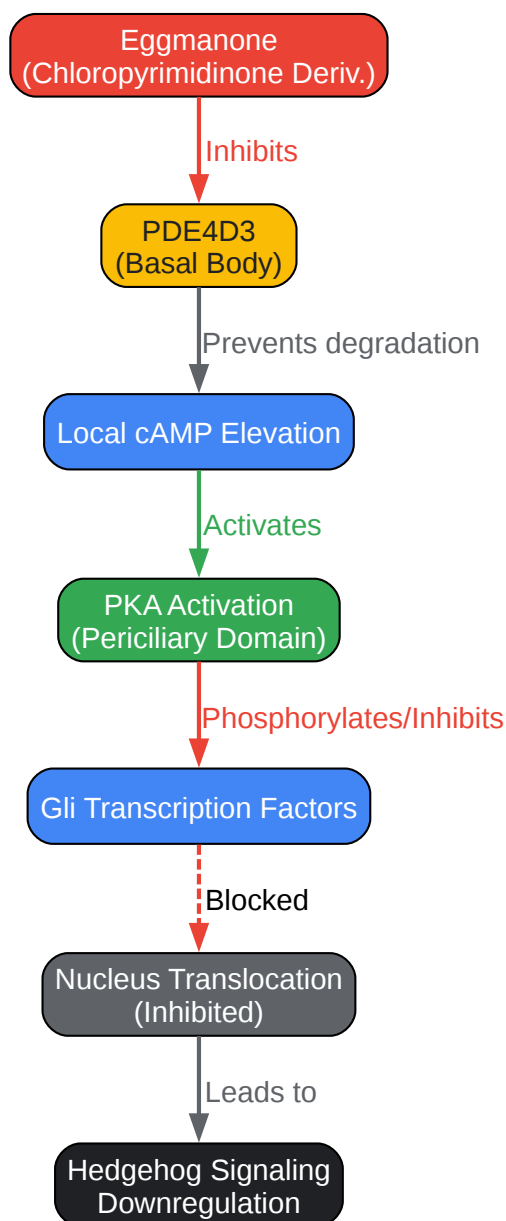 Eggmanone
(Chloropyrimidinone Deriv.)
Inhibits
PDE4D3
(Basal Body)
Prevents degradation
Local cAMP Elevation
Activates
PKA Activation
(Periciliary Domain)
Phosphorylates/Inhibits
Gli Transcription Factors
Blocked
Nucleus Translocation
(Inhibited)
Leads to
Hedgehog Signaling
Downregulation